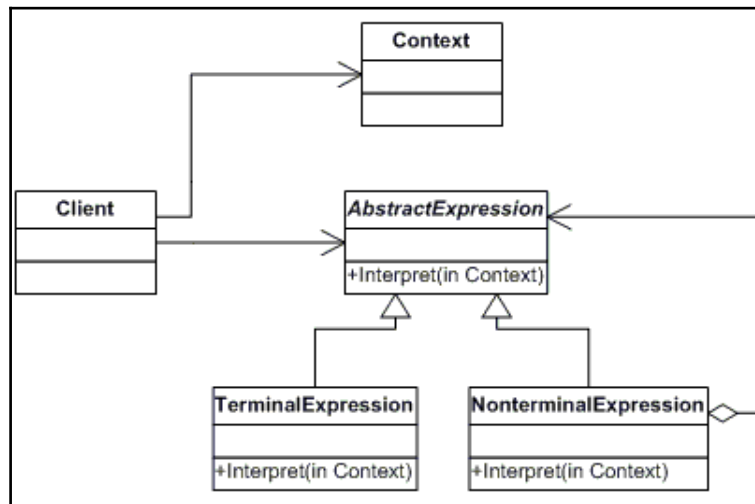 Context
Client
AbstractExpression
+Interpret(in Context)
TerminalExpression
NonterminalExpression
+Interpret(in Context)
+Interpret(in Context)